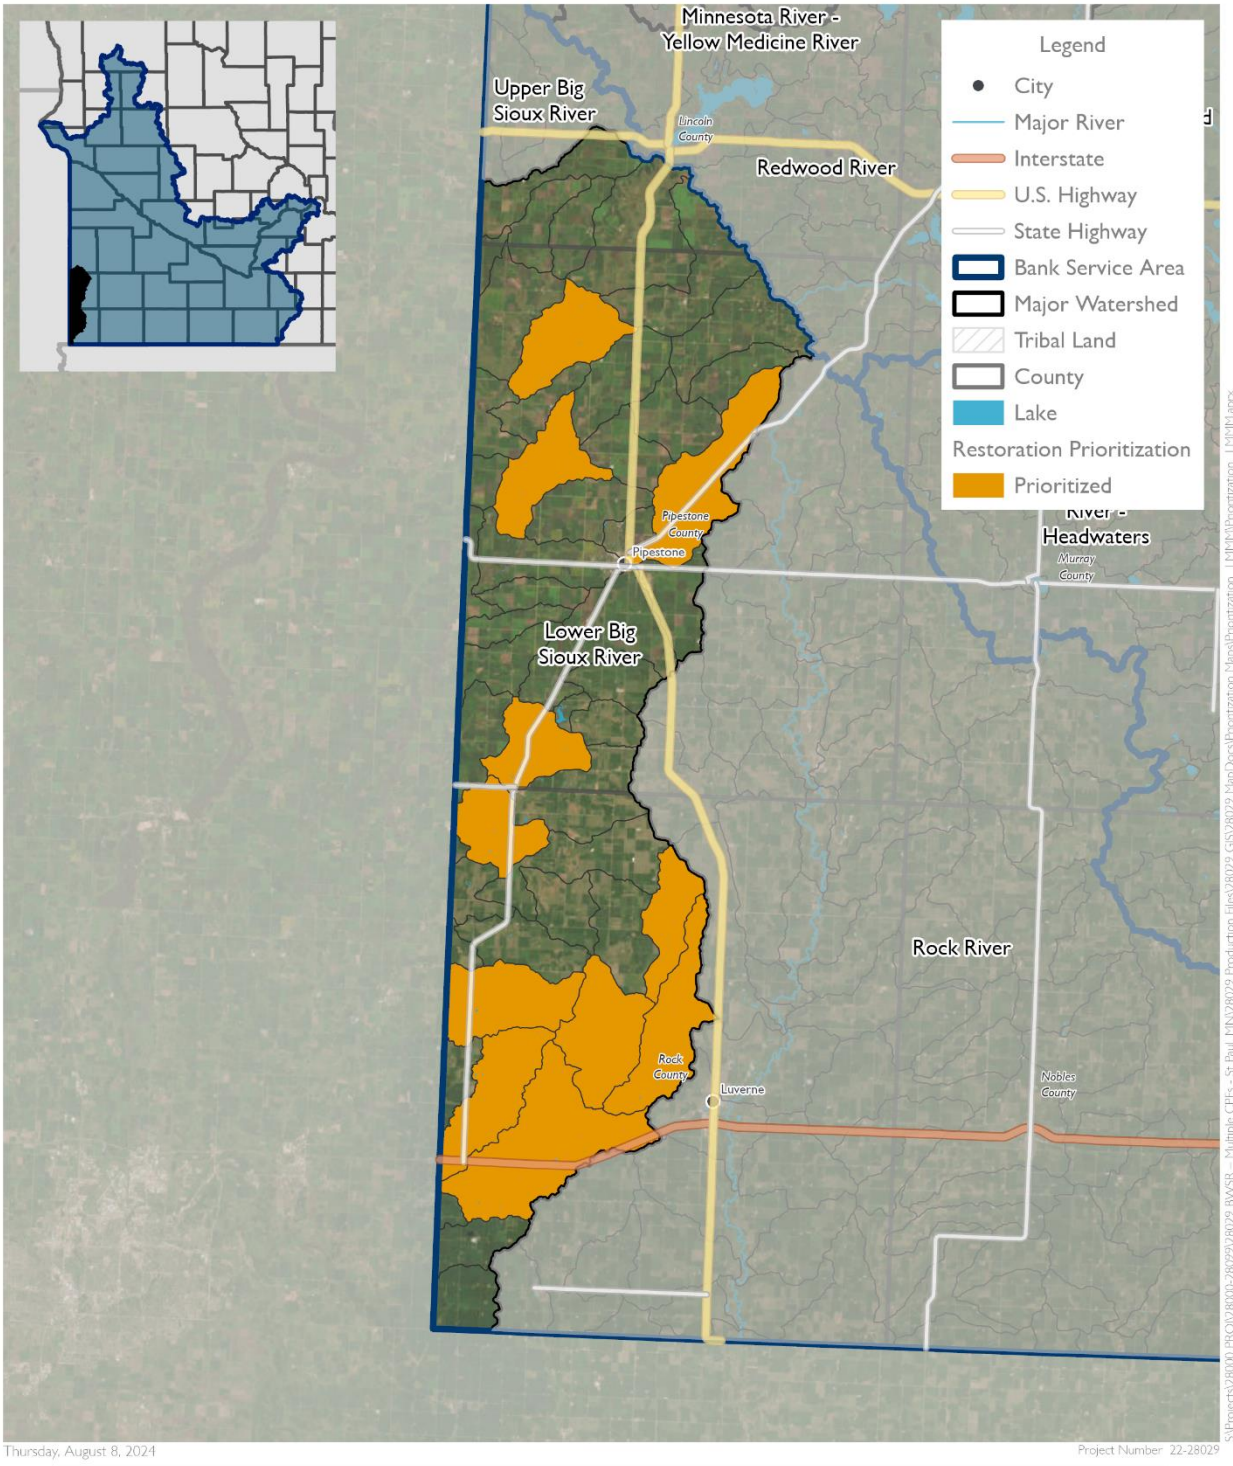 Minnesota River -
Yellow Medicine River
Upper Big
Sioux River
Lincoln
County
Redwood River
Legend
City
Major River
Interstate
U.S. Highway
State Highway
Bank Service Area
Major Watershed
Tribal Land
County
Lake
Restoration Prioritization
Prioritized
d
River -
Headwaters
Murray
County
Pipestone
County
Pipestone
Lower Big
Sioux River
Rock River
Rock
County
Luverne
Nobles
County
Thursday, August 8, 2024
Project Number 22-28029